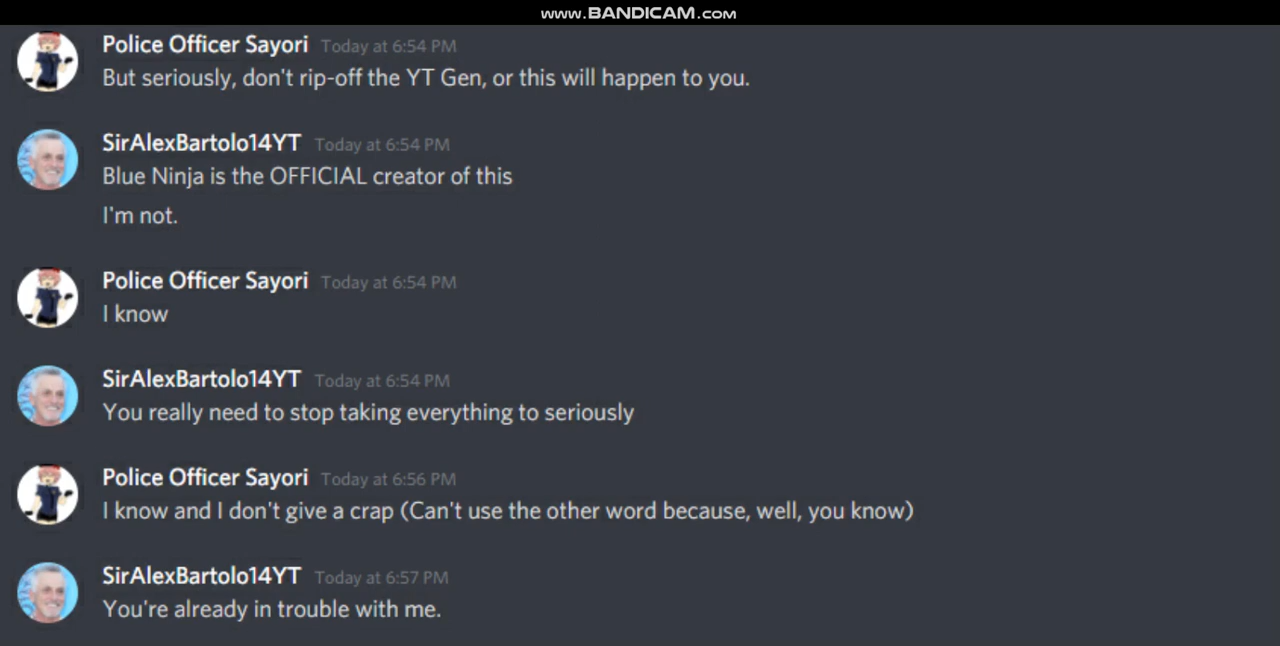 www.BANDICAM.com
Police Officer Sayori Today at 6:54 PM
But seriously, don't rip-off the YT Gen, or this will happen to you.
SirAlexBartolo14YT Today at 6:54 PM
Blue Ninja is the OFFICIAL creator of this
I'm not.
Police Officer Sayori Today at 6:54 PM
I know
SirAlexBartolo14YT Today at 6:54 PM
You really need to stop taking everything to seriously
Police Officer Sayori Today at 6:56 PM
I know and I don't give a crap (Can't use the other word because, well, you know)
SirAlexBartolo14YT Today at 6:57 PM
You're already in trouble with me.